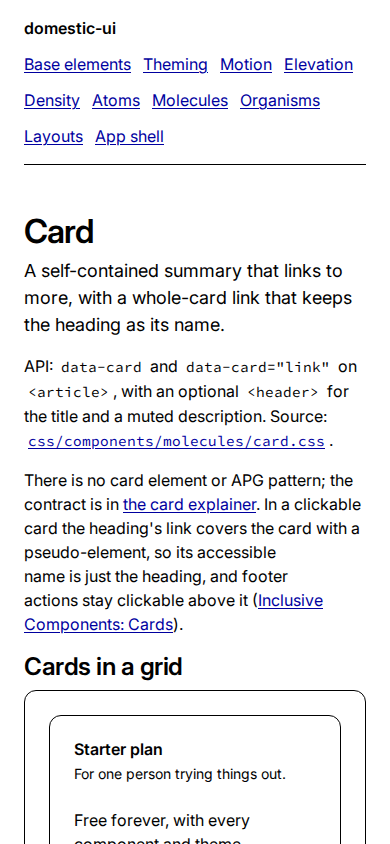 domestic-ui
Base elements Theming Motion Elevation
Density Atoms Molecules Organisms
Layouts App shell
Card
A self-contained summary that links to
more, with a whole-card link that keeps
the heading as its name.
API: data-card and data-card="link" on
<article>, with an optional <header> for
the title and a muted description. Source:
css/components/molecules/card.css.
There is no card element or APG pattern; the
contract is in the card explainer. In a clickable
card the heading's link covers the card with a
pseudo-element, so its accessible
name is just the heading, and footer
actions stay clickable above it (Inclusive
Components: Cards).
Cards in a grid
Starter plan
For one person trying things out.
Free forever, with every
component and theme